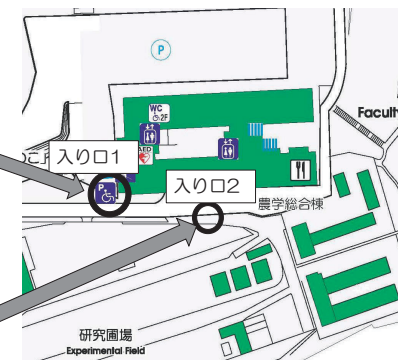 P
WC
2F
Faculty
AED
入り口1
P
入り口2
農学総合棟
研究圃場
Experimental Field